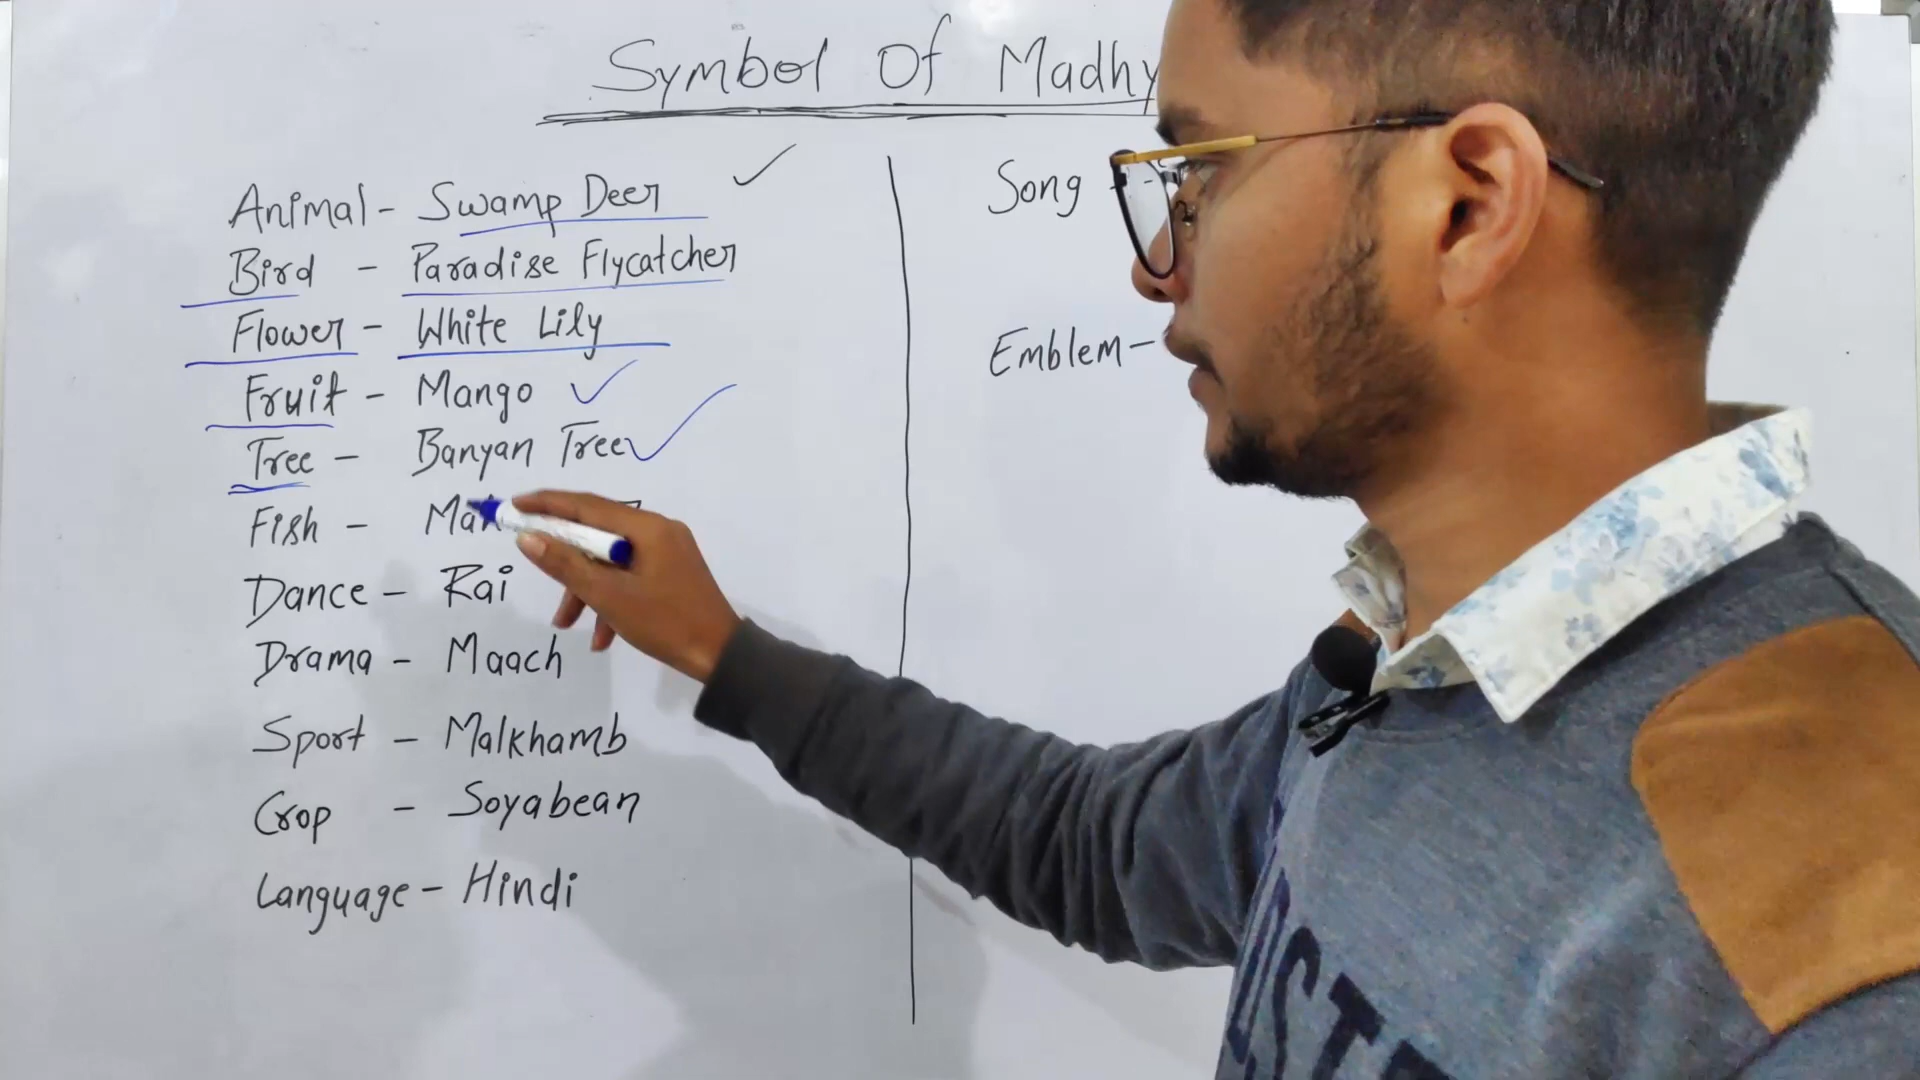 Symbol Of Madhy
Animal - Swamp Deer
Bird - Paradise Flycatcher
Flower - White Lily
Fruit - Mango
Tree - Banyan Tree
Fish -
Dance - Rai
Drama - Maach
Sport - Malkhamb
Crop - Soyabean
Language - Hindi
Song -
Emblem -